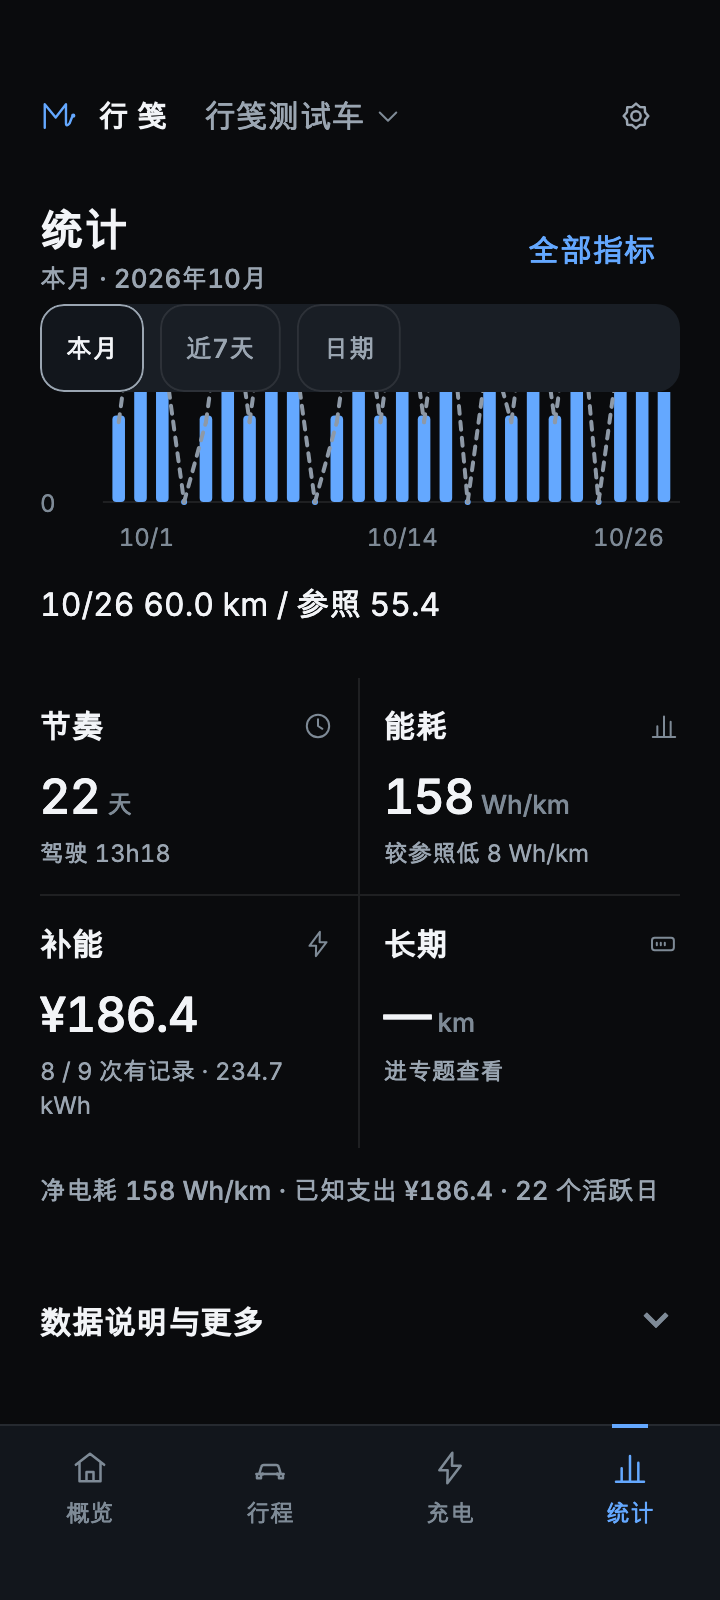 行笺 行笺测试车
统计
全部指标
本月 · 2026年10月
本月 近7天 日期
0
10/1 10/14 10/26
10/26 60.0 km / 参照 55.4
节奏
22 天
驾驶 13h18
能耗
158 Wh/km
较参照低 8 Wh/km
补能
¥186.4
8 / 9 次有记录 · 234.7
kWh
长期
— km
进专题查看
净电耗 158 Wh/km · 已知支出 ¥186.4 · 22 个活跃日
数据说明与更多
概览 行程 充电 统计